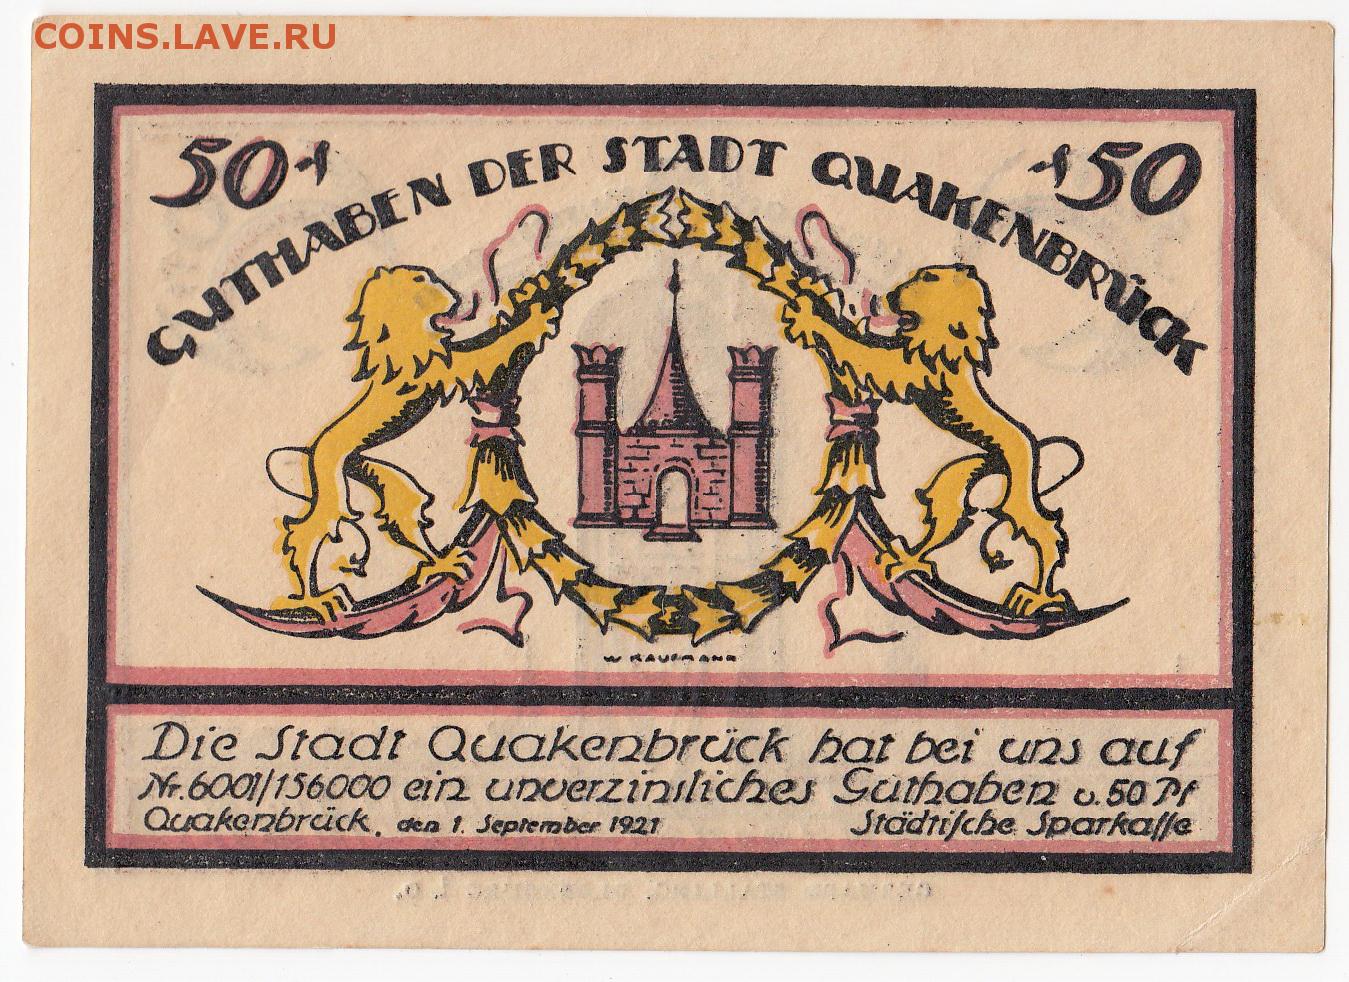 COINS.LAVE.RU
50 ₰ ₰ 50
GUTHABEN DER STADT QUAKENBRÜCK
W KAUFMANN
Die Stadt Quakenbrück hat bei uns auf
Nr. 6001/156000 ein unverzinsliches Guthaben v. 50 Pf
Quakenbrück, den 1. September 1921 Städtische Sparkasse